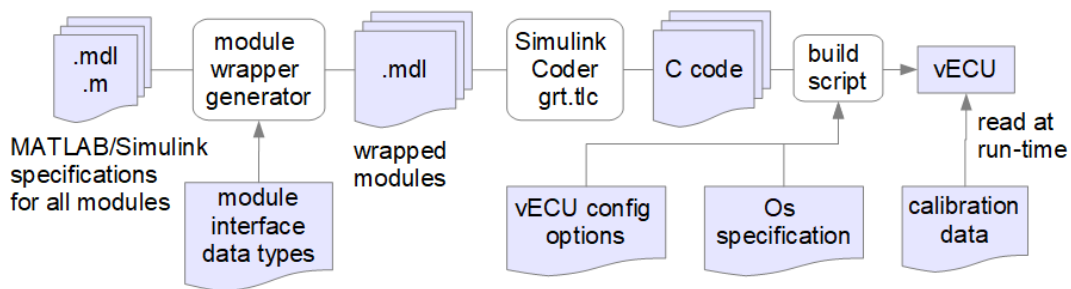 .mdl
.m
module
wrapper
generator
.mdl
Simulink
Coder
grt.tlc
C code
build
script
vECU
MATLAB/Simulink
specifications
for all modules
wrapped
modules
read at
run-time
module
interface
data types
vECU config
options
Os
specification
calibration
data